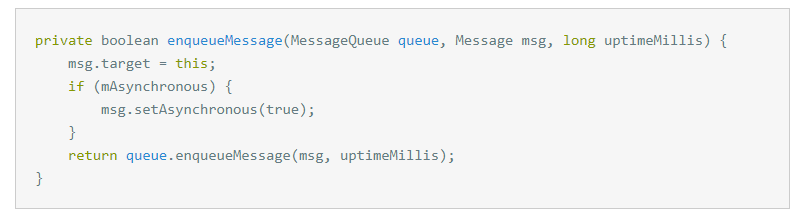 private boolean enqueueMessage(MessageQueue queue, Message msg, long uptimeMillis) {
    msg.target = this;
    if (mAsynchronous) {
        msg.setAsynchronous(true);
    }
    return queue.enqueueMessage(msg, uptimeMillis);
}